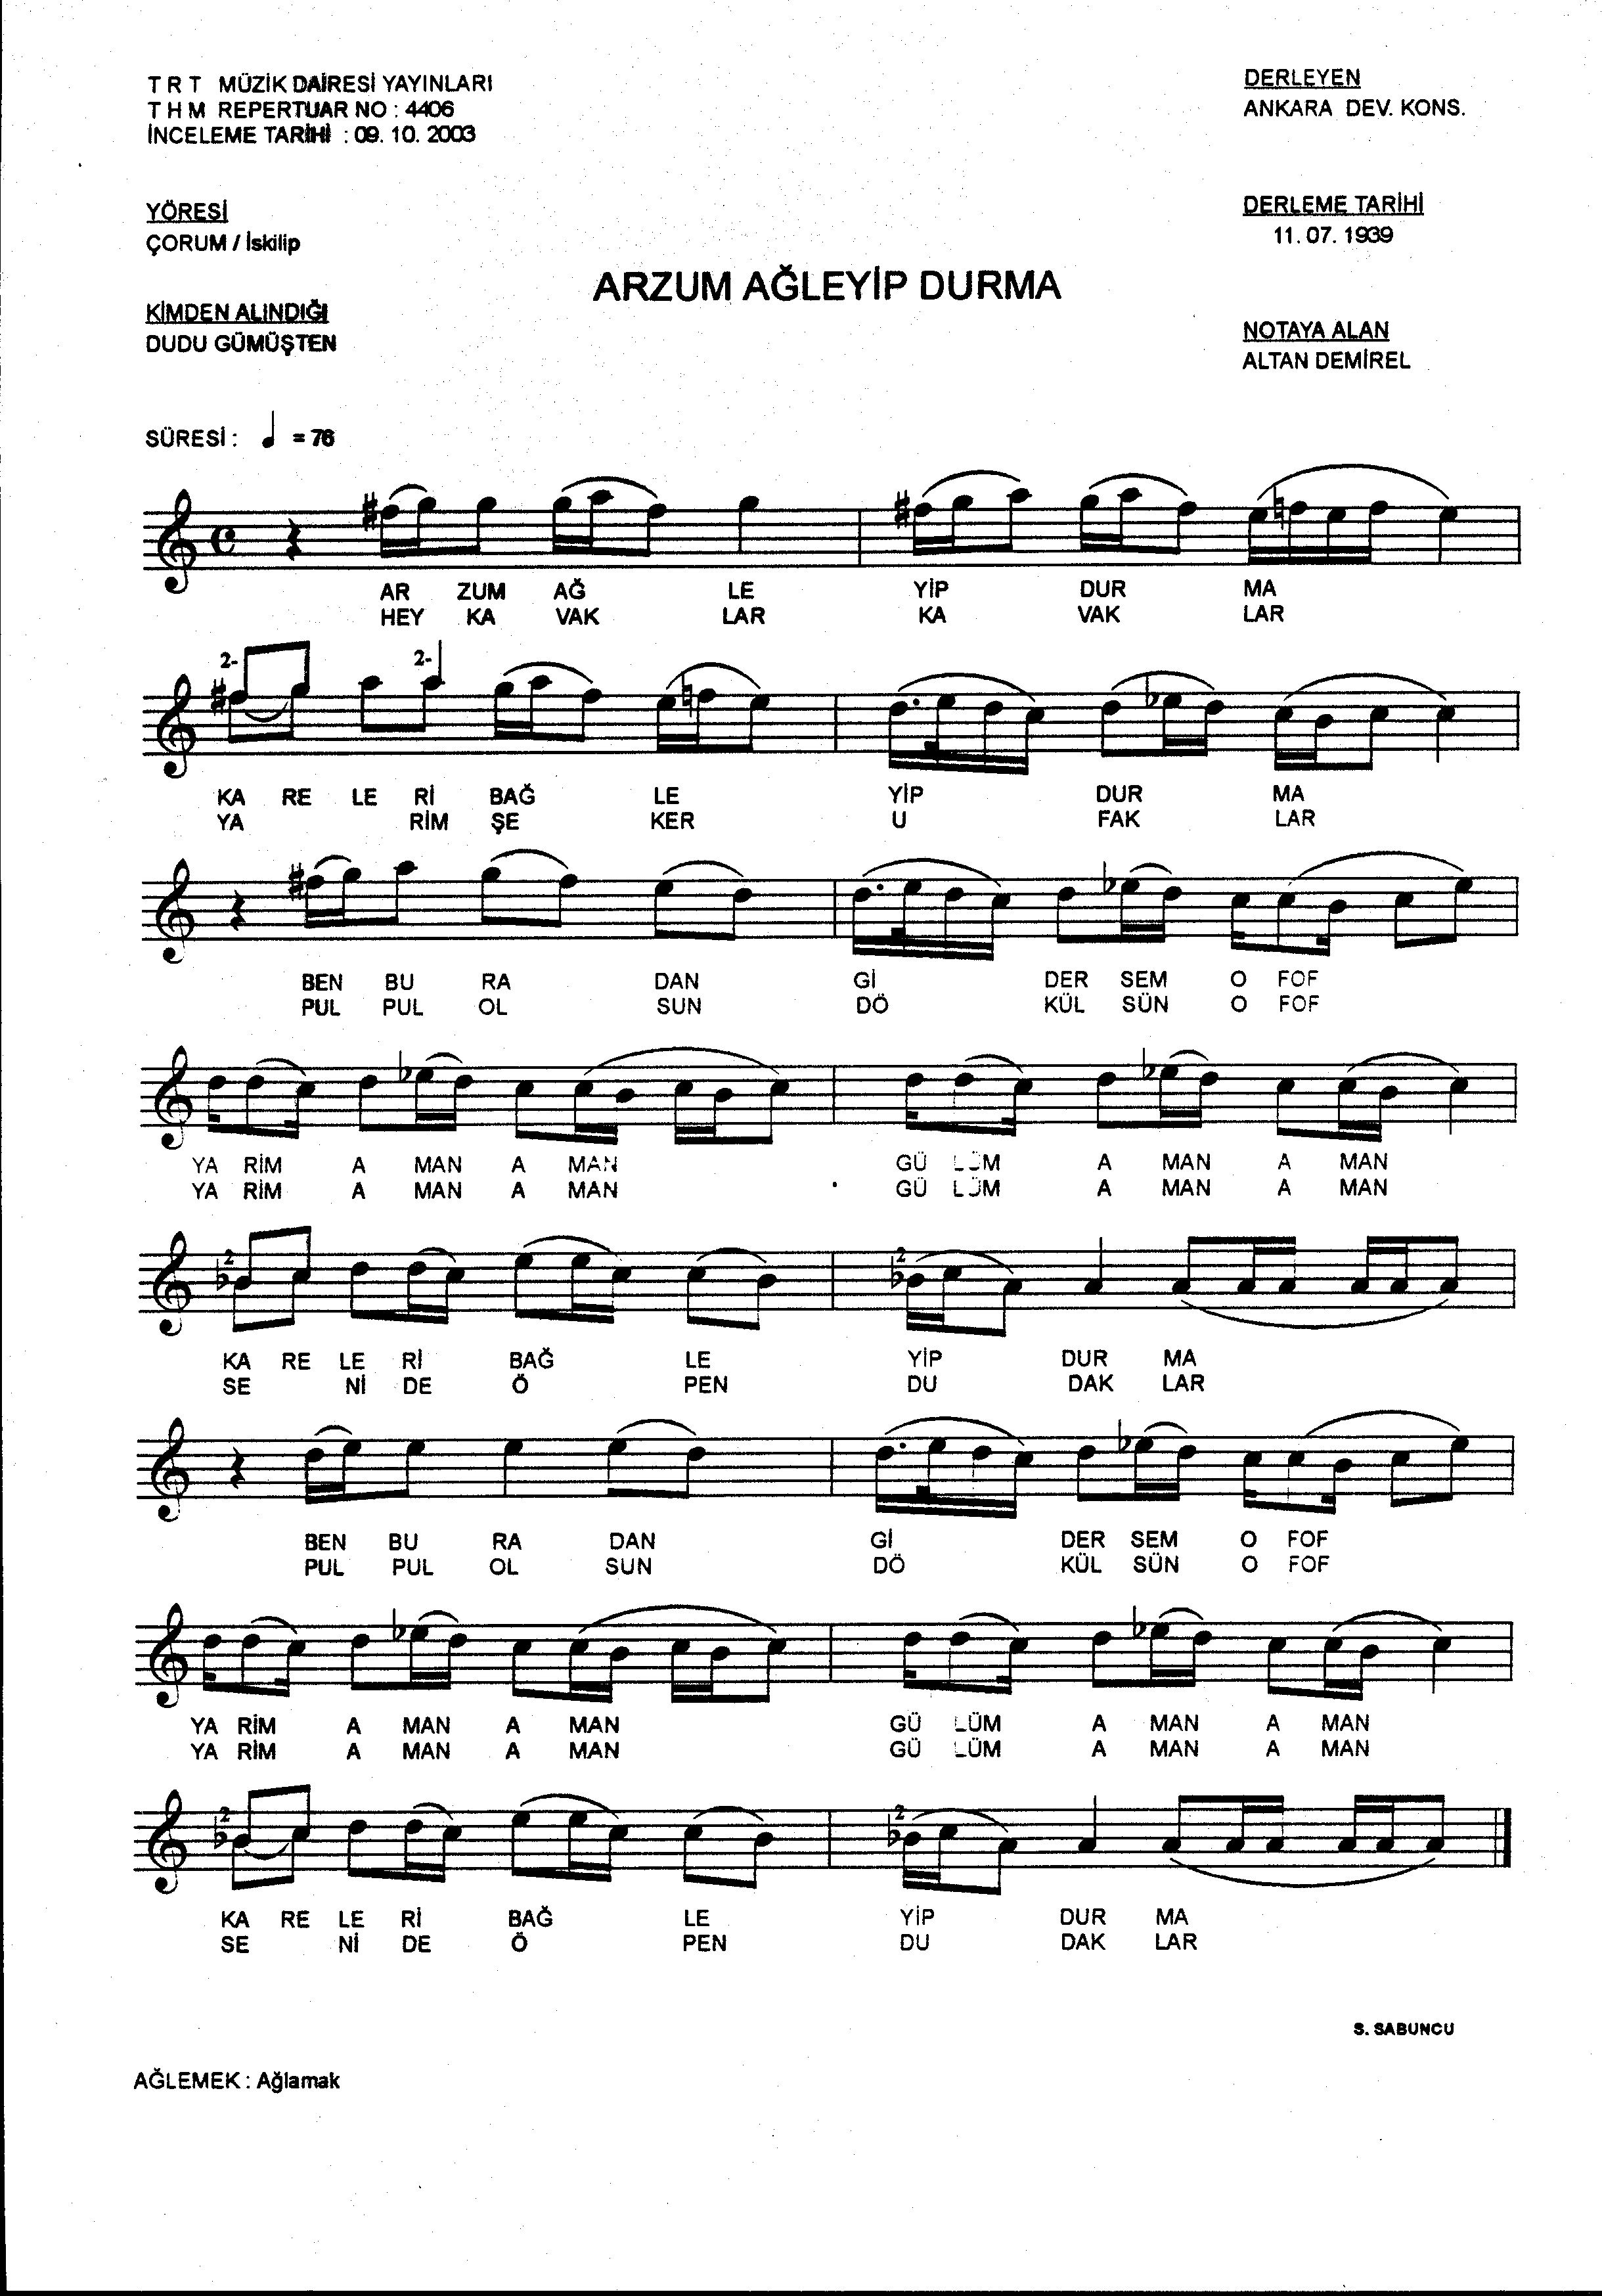 T R T MÜZİK DAİRESİ YAYINLARI
T H M REPERTUAR NO : 4406
İNCELEME TARİHİ : 09. 10. 2003
DERLEYEN
ANKARA DEV. KONS.
YÖRESİ
ÇORUM / İskilip
DERLEME TARİHİ
11. 07. 1939
ARZUM AĞLEYİP DURMA
KİMDEN ALINDIĞI
DUDU GÜMÜŞTEN
NOTAYA ALAN
ALTAN DEMİREL
SÜRESİ : = 76
AR ZUM AĞ LE YİP DUR MA
HEY KA VAK LAR KA VAK LAR
2- 2-
KA RE LE Rİ BAĞ LE YİP DUR MA
YA RİM ŞE KER U FAK LAR
BEN BU RA DAN Gİ DER SEM O FOF
PUL PUL OL SUN DÖ KÜL SÜN O FOF
YA RİM A MAN A MAN GÜ LÜM A MAN A MAN
YA RİM A MAN A MAN GÜ LÜM A MAN A MAN
2 2
KA RE LE Rİ BAĞ LE YİP DUR MA
SE Nİ DE Ö PEN DU DAK LAR
BEN BU RA DAN Gİ DER SEM O FOF
PUL PUL OL SUN DÖ KÜL SÜN O FOF
YA RİM A MAN A MAN GÜ LÜM A MAN A MAN
YA RİM A MAN A MAN GÜ LÜM A MAN A MAN
2 2
KA RE LE Rİ BAĞ LE YİP DUR MA
SE Nİ DE Ö PEN DU DAK LAR
S. SABUNCU
AĞLEMEK : Ağlamak